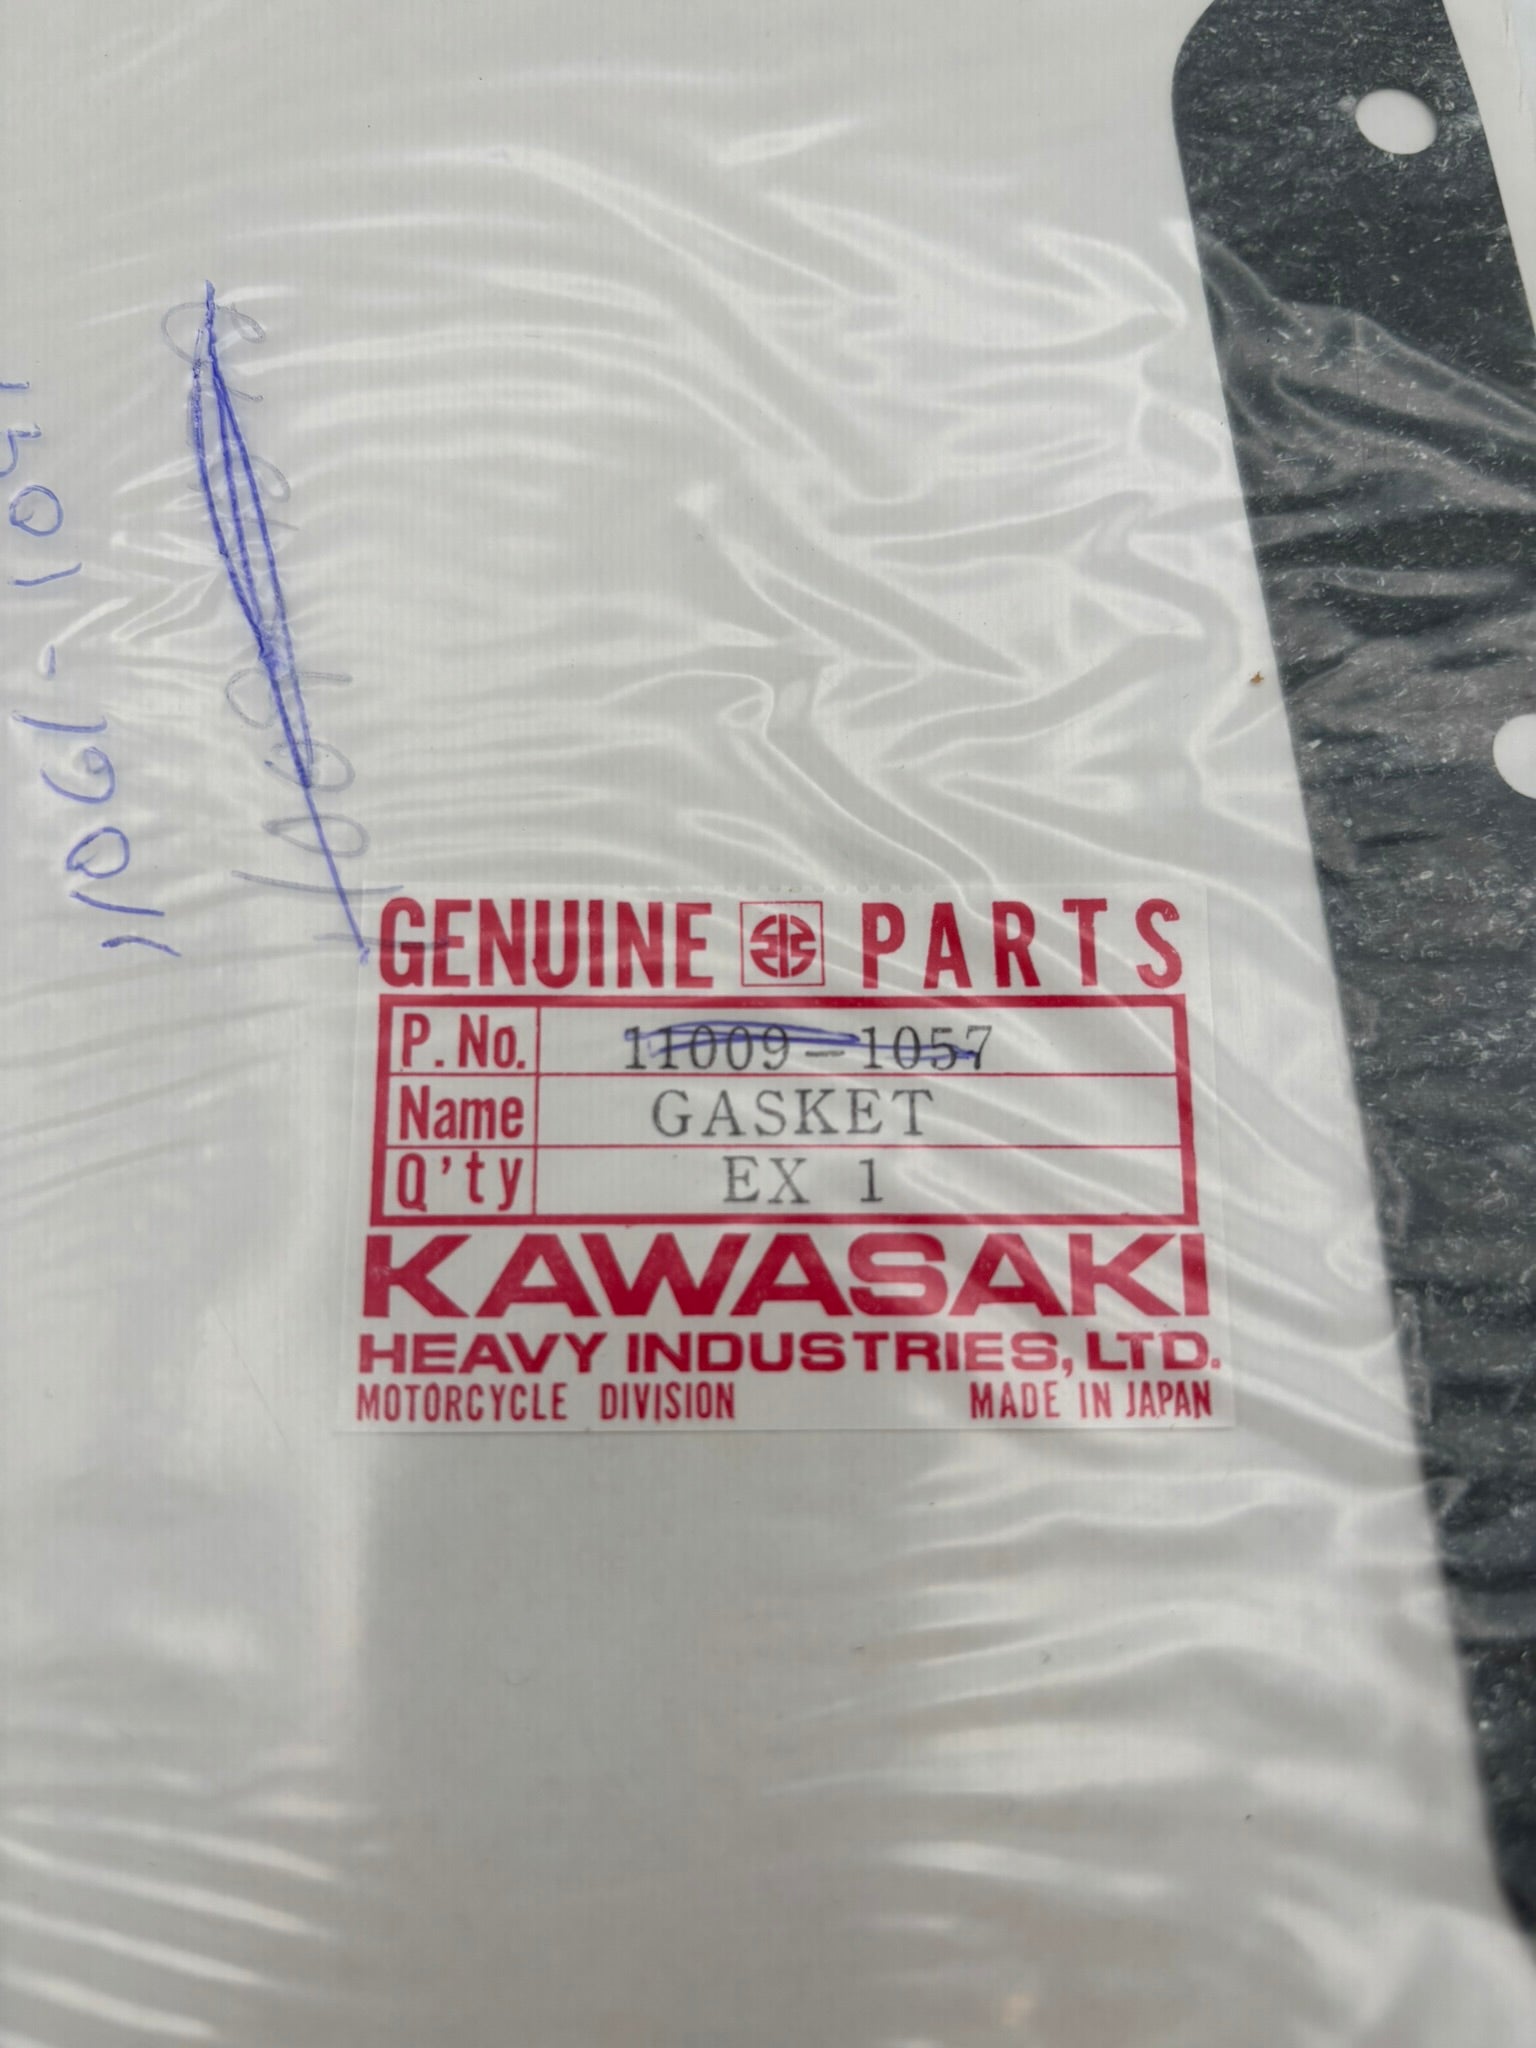 GENUINE PARTS
P. No. 11009-1057
Name GASKET
Q'ty EX 1
KAWASAKI
HEAVY INDUSTRIES, LTD.
MOTORCYCLE DIVISION MADE IN JAPAN